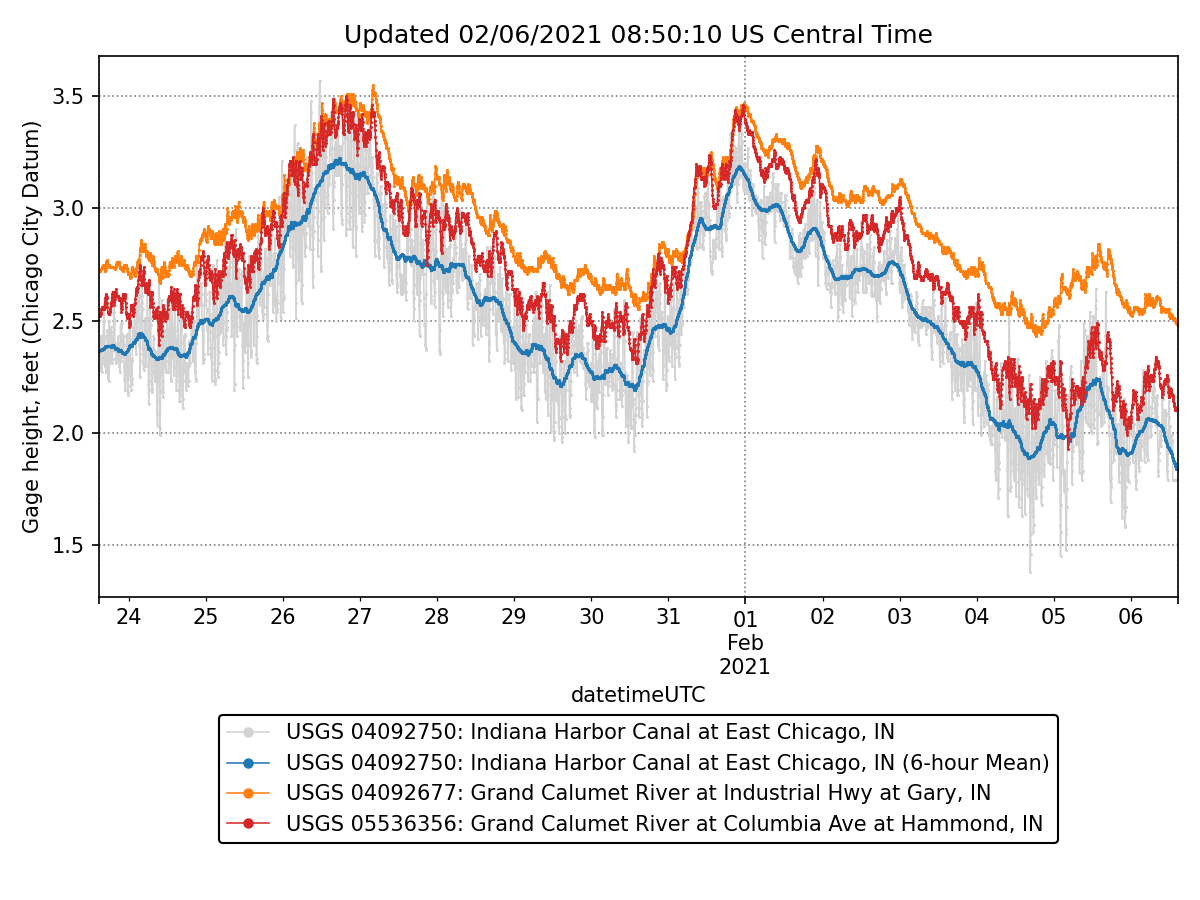 Updated 02/06/2021 08:50:10 US Central Time
Gage height, feet (Chicago City Datum)
3.5
3.0
2.5
2.0
1.5
24 25 26 27 28 29 30 31 01 02 03 04 05 06
Feb
2021
datetimeUTC
USGS 04092750: Indiana Harbor Canal at East Chicago, IN
USGS 04092750: Indiana Harbor Canal at East Chicago, IN (6-hour Mean)
USGS 04092677: Grand Calumet River at Industrial Hwy at Gary, IN
USGS 05536356: Grand Calumet River at Columbia Ave at Hammond, IN